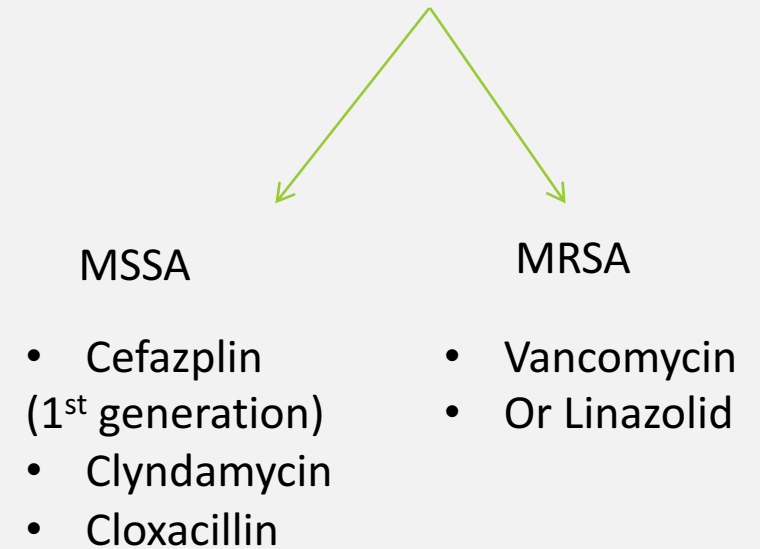 MSSA
• Cefazplin
(1st generation)
• Clyndamycin
• Cloxacillin
MRSA
• Vancomycin
• Or Linazolid